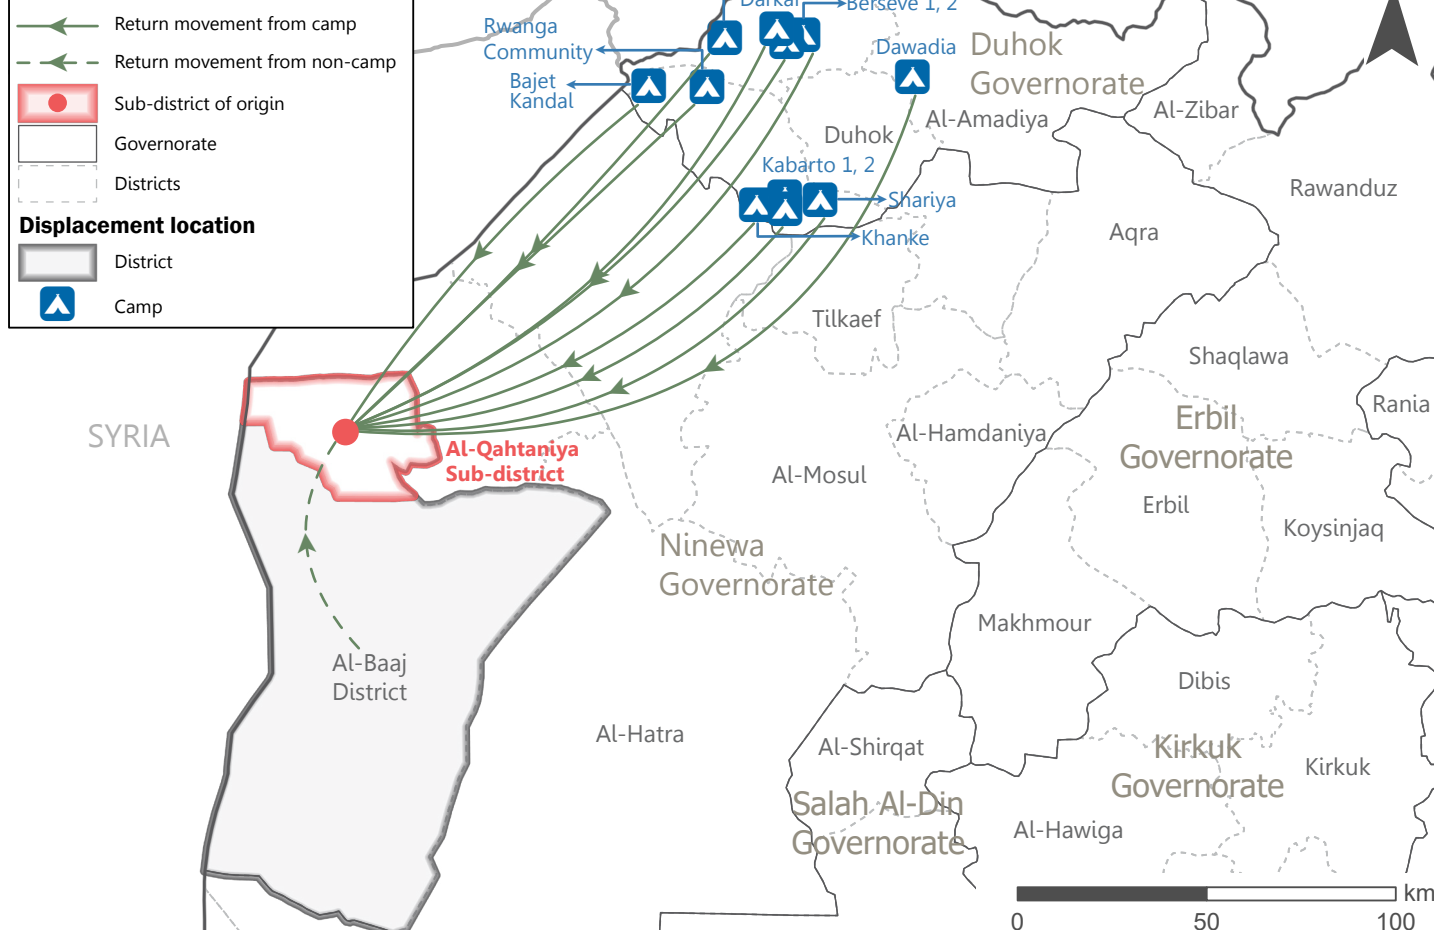 Return movement from camp
Return movement from non-camp
Sub-district of origin
Governorate
Districts
Displacement location
District
Camp
Darkar
Berseve 1, 2
Rwanga
Community
Bajet
Kandal
Dawadia
Duhok
Governorate
Al-Amadiya
Al-Zibar
Duhok
Kabarto 1, 2
Shariya
Khanke
Rawanduz
Aqra
Tilkaef
Shaqlawa
Rania
Erbil
Governorate
SYRIA
Al-Qahtaniya
Sub-district
Al-Hamdaniya
Al-Mosul
Erbil
Koysinjaq
Ninewa
Governorate
Makhmour
Al-Baaj
District
Dibis
Al-Hatra
Al-Shirqat
Kirkuk
Governorate
Kirkuk
Salah Al-Din
Governorate
Al-Hawiga
km
0 50 100